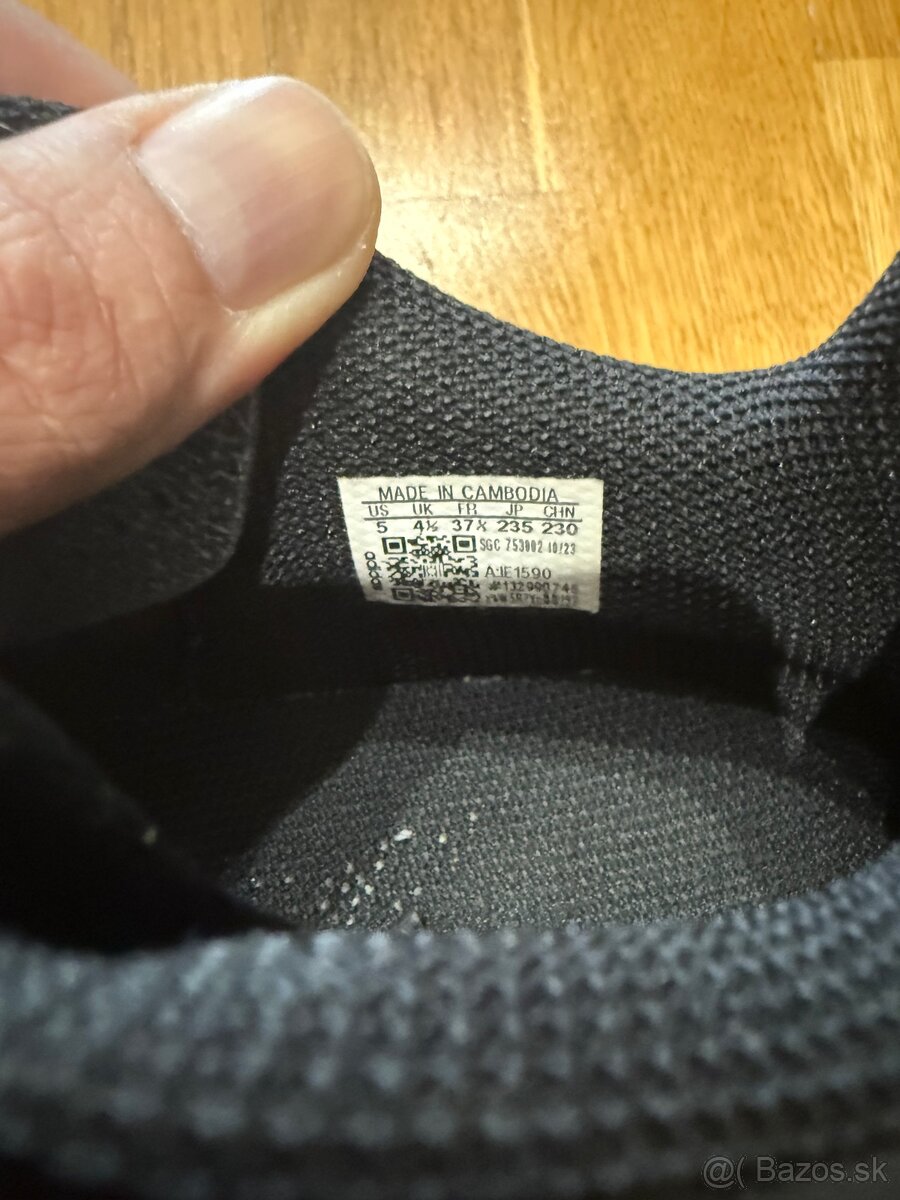 MADE IN CAMBODIA
US UK FR JP CHN
5 4½ 37⅓ 235 230
SGC 753002 10/23
A:IE1590
@( Bazos.sk